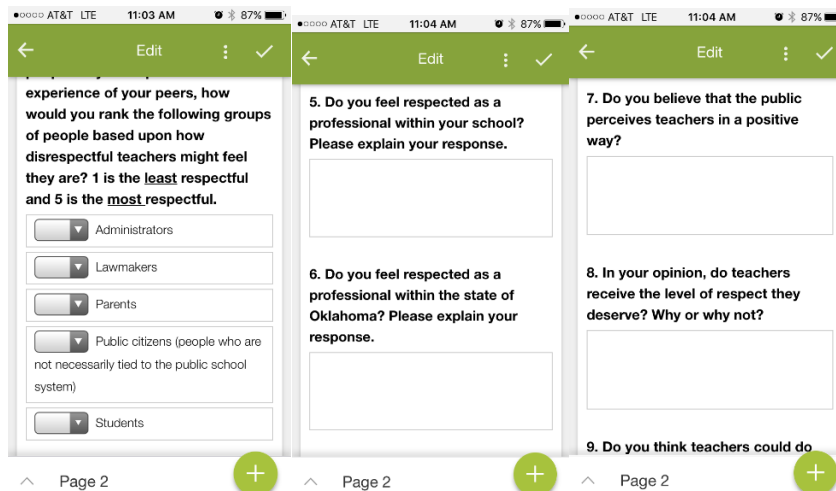 AT&T LTE 11:03 AM 87%
Edit
experience of your peers, how
would you rank the following groups
of people based upon how
disrespectful teachers might feel
they are? 1 is the least respectful
and 5 is the most respectful.
Administrators
Lawmakers
Parents
Public citizens (people who are
not necessarily tied to the public school
system)
Students
Page 2
AT&T LTE 11:04 AM 87%
Edit
5. Do you feel respected as a
professional within your school?
Please explain your response.
6. Do you feel respected as a
professional within the state of
Oklahoma? Please explain your
response.
Page 2
AT&T LTE 11:04 AM 87%
Edit
7. Do you believe that the public
perceives teachers in a positive
way?
8. In your opinion, do teachers
receive the level of respect they
deserve? Why or why not?
9. Do you think teachers could do
Page 2